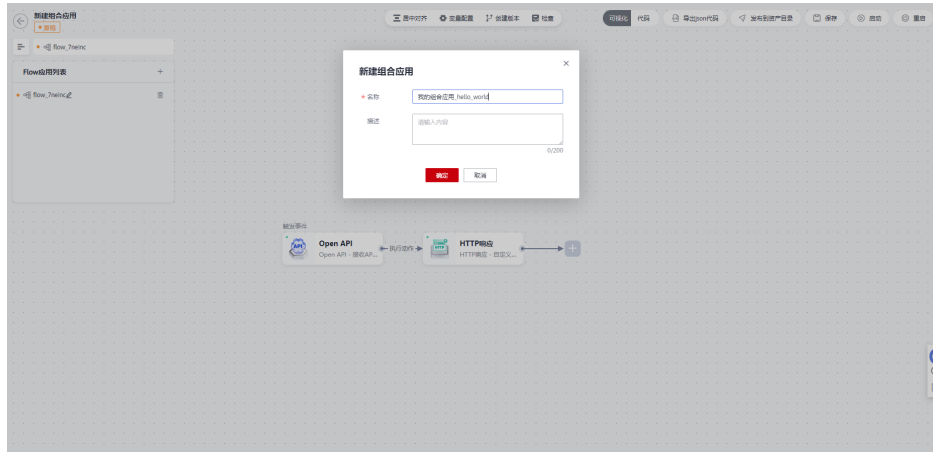 新建组合应用
草稿
居中对齐 变量配置 创建版本 检查
可视化 代码 导出json代码 发布到资产目录 保存 启动 重启
flow_7neinc
Flow应用列表 +
flow_7neinc
新建组合应用 ×
* 名称 我的组合应用_hello_world
描述 请输入内容
0/200
确定 取消
触发事件
Open API
Open API - 接收AP...
执行动作
HTTP响应
HTTP响应 - 自定义...